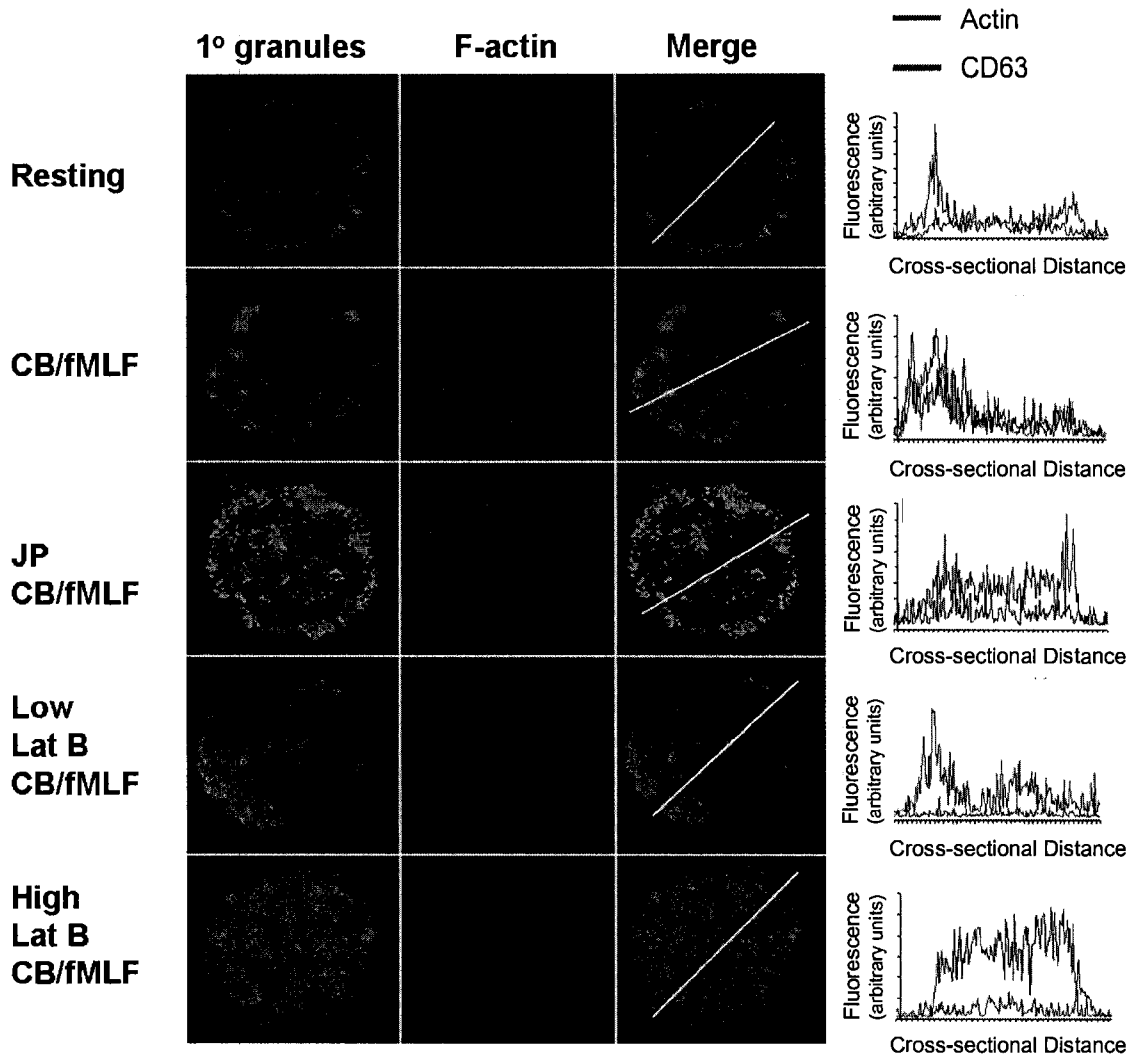 Actin
CD63
1º granules F-actin Merge
Resting
Fluorescence
(arbitrary units)
Cross-sectional Distance
CB/fMLF
Fluorescence
(arbitrary units)
Cross-sectional Distance
JP
CB/fMLF
Fluorescence
(arbitrary units)
Cross-sectional Distance
Low
Lat B
CB/fMLF
Fluorescence
(arbitrary units)
Cross-sectional Distance
High
Lat B
CB/fMLF
Fluorescence
(arbitrary units)
Cross-sectional Distance